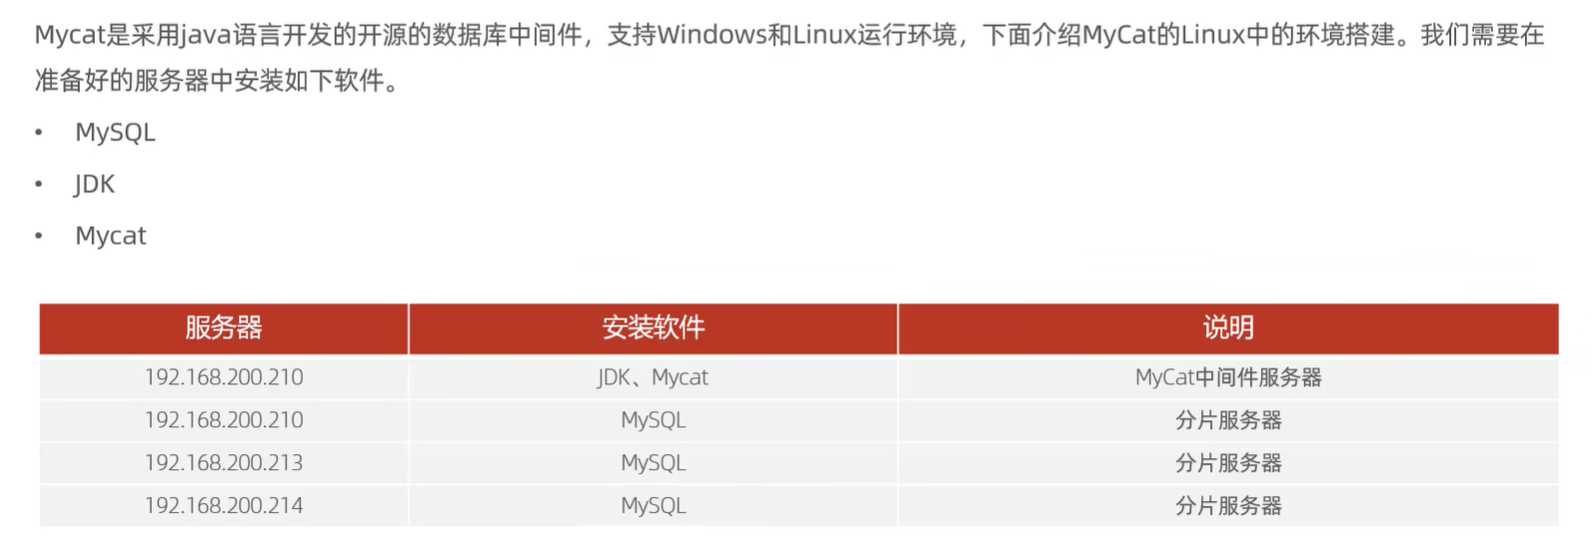 Mycat是采用java语言开发的开源的数据库中间件，支持Windows和Linux运行环境，下面介绍MyCat的Linux中的环境搭建。我们需要在
准备好的服务器中安装如下软件。
• MySQL
• JDK
• Mycat
服务器 安装软件 说明
192.168.200.210 JDK、Mycat MyCat中间件服务器
192.168.200.210 MySQL 分片服务器
192.168.200.213 MySQL 分片服务器
192.168.200.214 MySQL 分片服务器